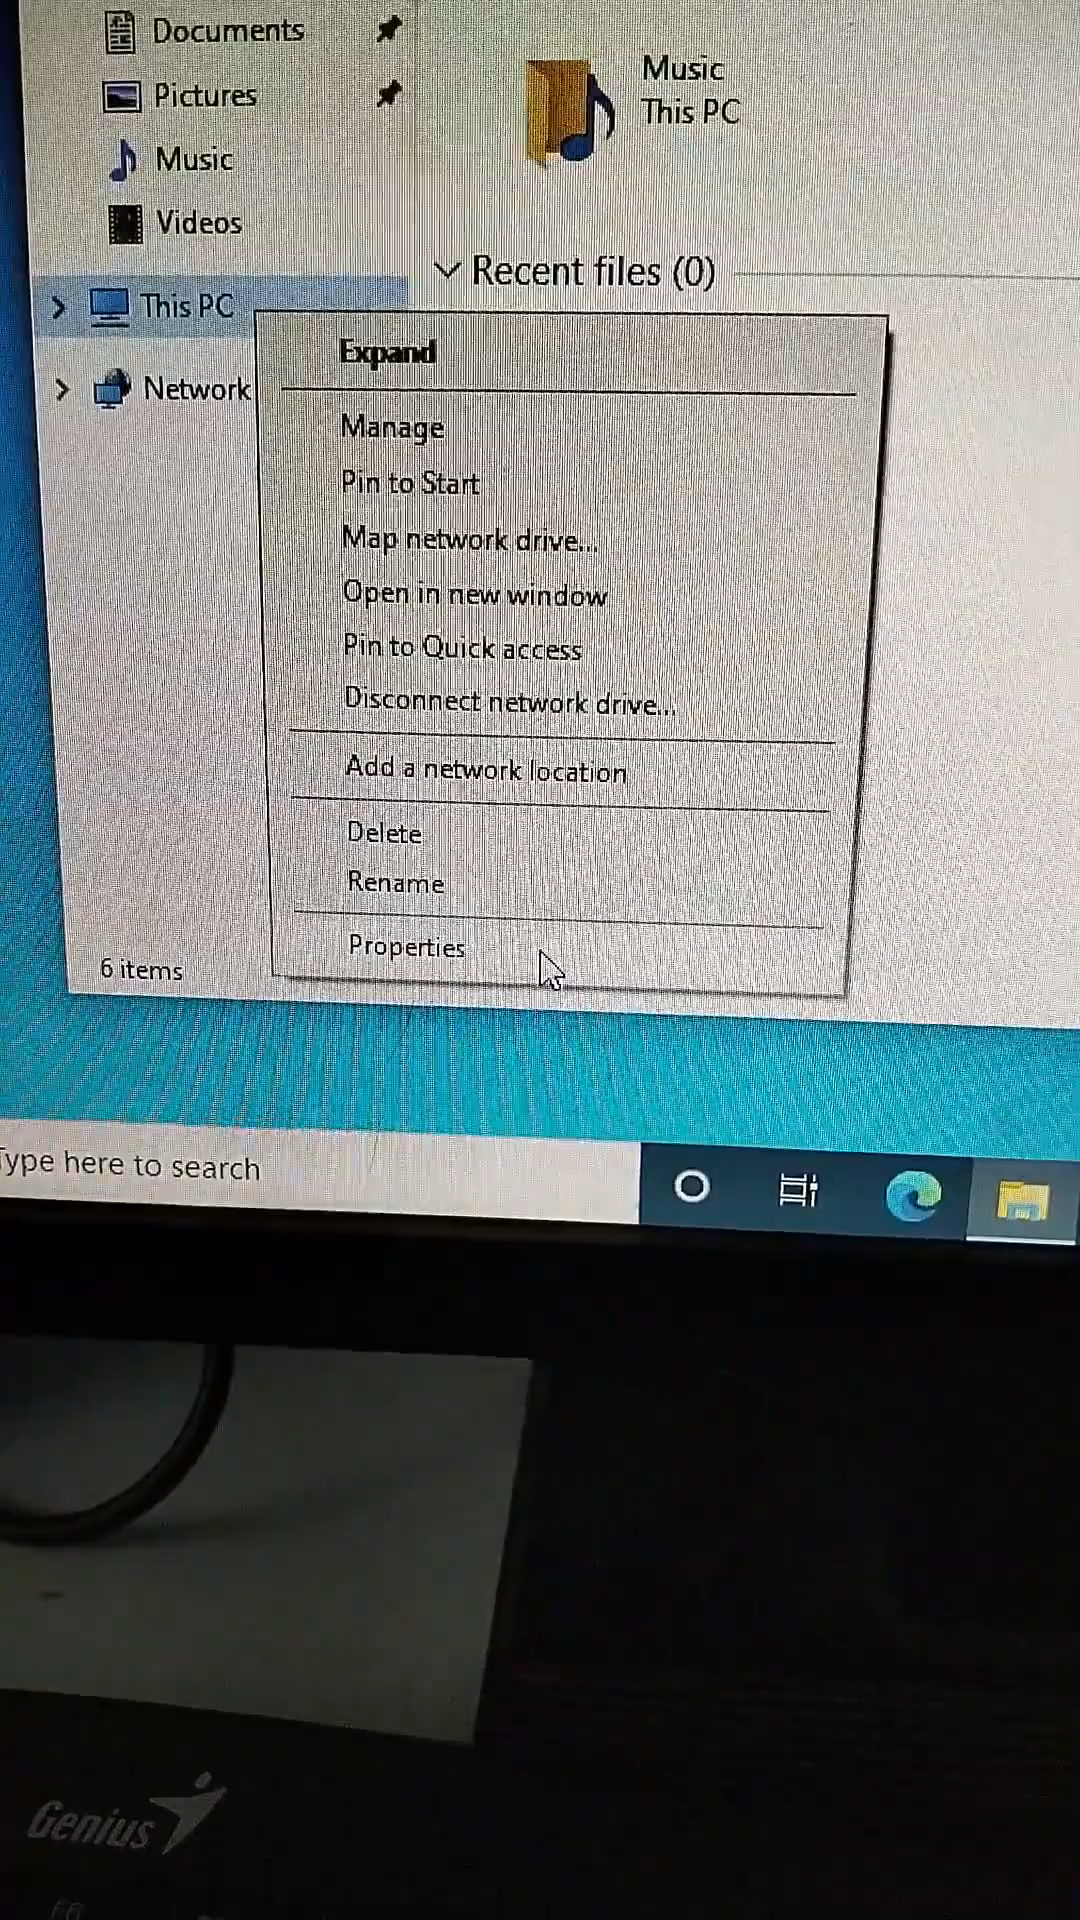 Documents
Pictures
Music
Videos
This PC
Network
Music
This PC
Recent files (0)
Expand
Manage
Pin to Start
Map network drive...
Open in new window
Pin to Quick access
Disconnect network drive...
Add a network location
Delete
Rename
Properties
6 items
Type here to search
Genius
F6